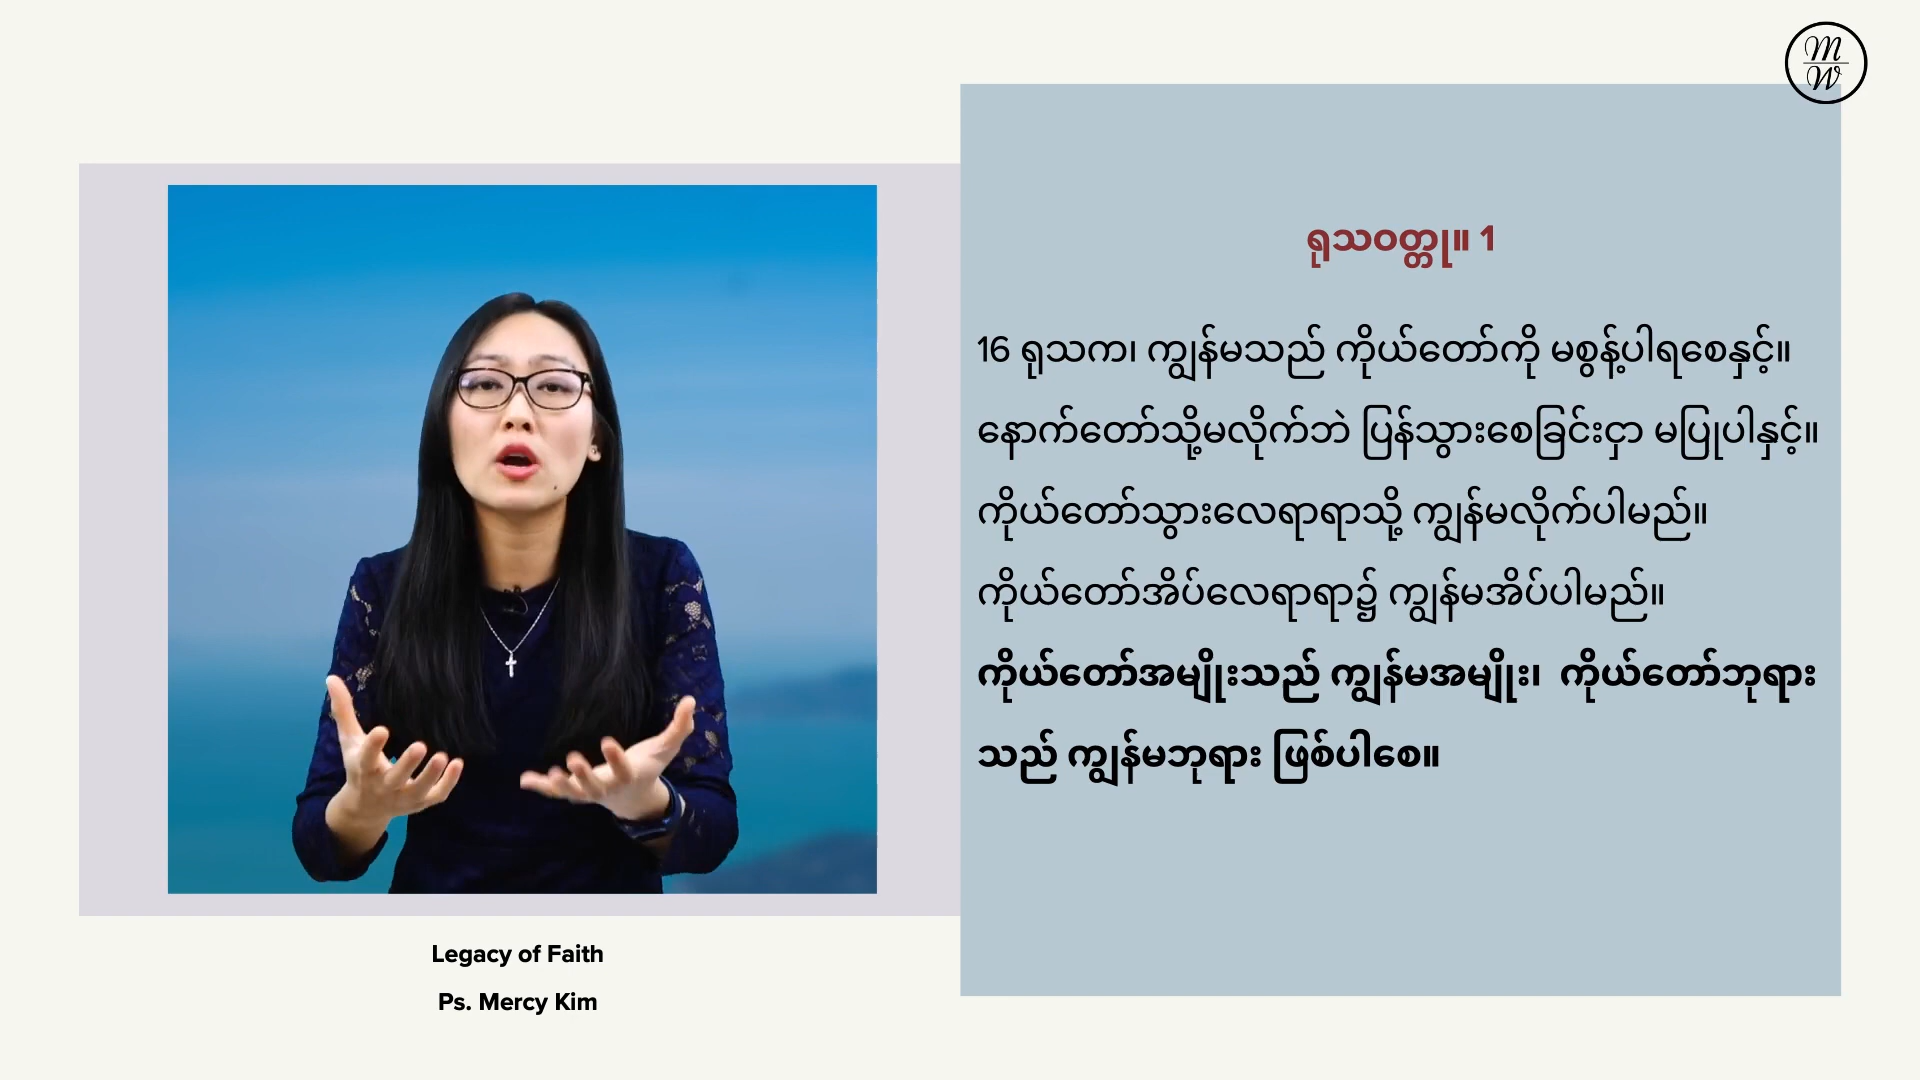 M
W
ရုသဝတ္တု။ 1
16 ရုသက၊ ကျွန်မသည် ကိုယ်တော်ကို မစွန့်ပါရစေနှင့်။
နောက်တော်သို့မလိုက်ဘဲ ပြန်သွားစေခြင်းငှာ မပြုပါနှင့်။
ကိုယ်တော်သွားလေရာရာသို့ ကျွန်မလိုက်ပါမည်။
ကိုယ်တော်အိပ်လေရာရာ၌ ကျွန်မအိပ်ပါမည်။
ကိုယ်တော်အမျိုးသည် ကျွန်မအမျိုး၊ ကိုယ်တော်ဘုရား
သည် ကျွန်မဘုရား ဖြစ်ပါစေ။
Legacy of Faith
Ps. Mercy Kim